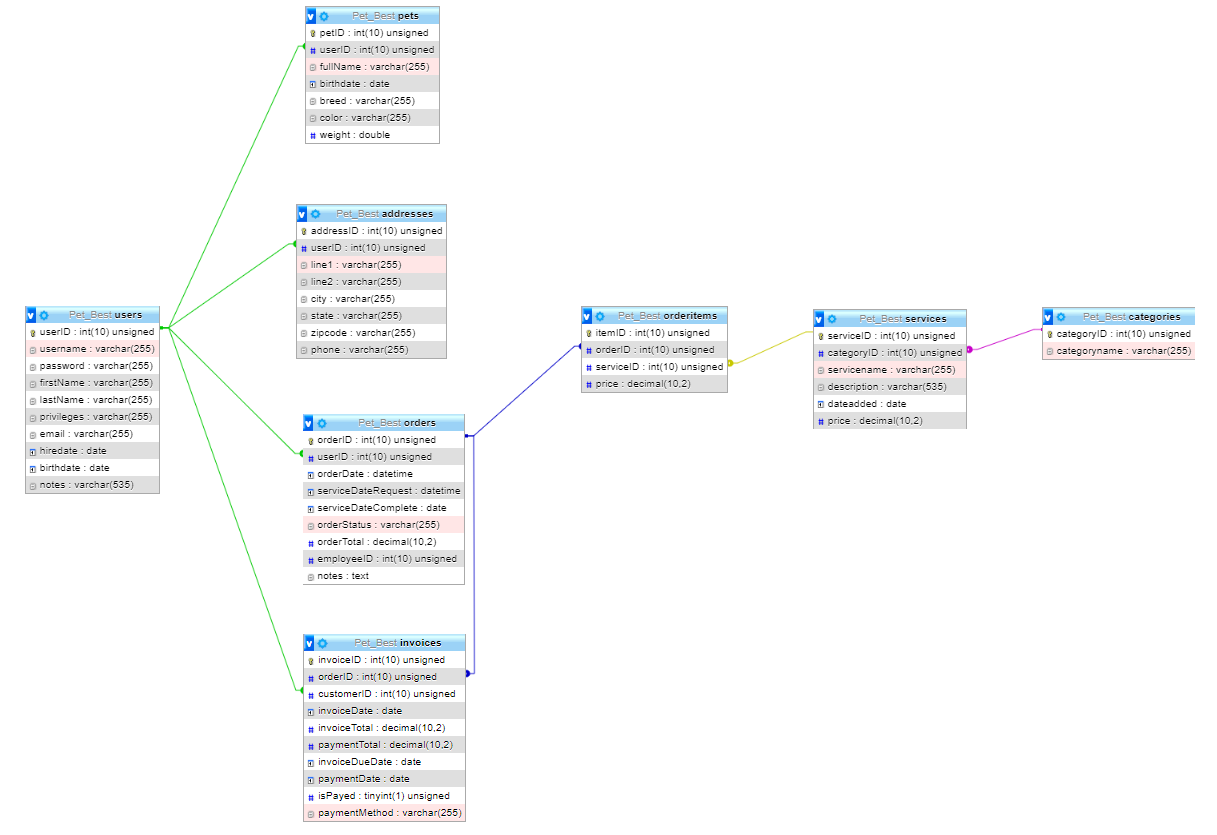 Pet_Best pets
petID : int(10) unsigned
userID : int(10) unsigned
fullName : varchar(255)
birthdate : date
breed : varchar(255)
color : varchar(255)
weight : double
Pet_Best addresses
addressID : int(10) unsigned
userID : int(10) unsigned
line1 : varchar(255)
line2 : varchar(255)
city : varchar(255)
state : varchar(255)
zipcode : varchar(255)
phone : varchar(255)
Pet_Best users
userID : int(10) unsigned
username : varchar(255)
password : varchar(255)
firstName : varchar(255)
lastName : varchar(255)
privileges : varchar(255)
email : varchar(255)
hiredate : date
birthdate : date
notes : varchar(535)
Pet_Best orders
orderID : int(10) unsigned
userID : int(10) unsigned
orderDate : datetime
serviceDateRequest : datetime
serviceDateComplete : date
orderStatus : varchar(255)
orderTotal : decimal(10,2)
employeeID : int(10) unsigned
notes : text
Pet_Best invoices
invoiceID : int(10) unsigned
orderID : int(10) unsigned
customerID : int(10) unsigned
invoiceDate : date
invoiceTotal : decimal(10,2)
paymentTotal : decimal(10,2)
invoiceDueDate : date
paymentDate : date
isPayed : tinyint(1) unsigned
paymentMethod : varchar(255)
Pet_Best orderitems
itemID : int(10) unsigned
orderID : int(10) unsigned
serviceID : int(10) unsigned
price : decimal(10,2)
Pet_Best services
serviceID : int(10) unsigned
categoryID : int(10) unsigned
servicename : varchar(255)
description : varchar(535)
dateadded : date
price : decimal(10,2)
Pet_Best categories
categoryID : int(10) unsigned
categoryname : varchar(255)